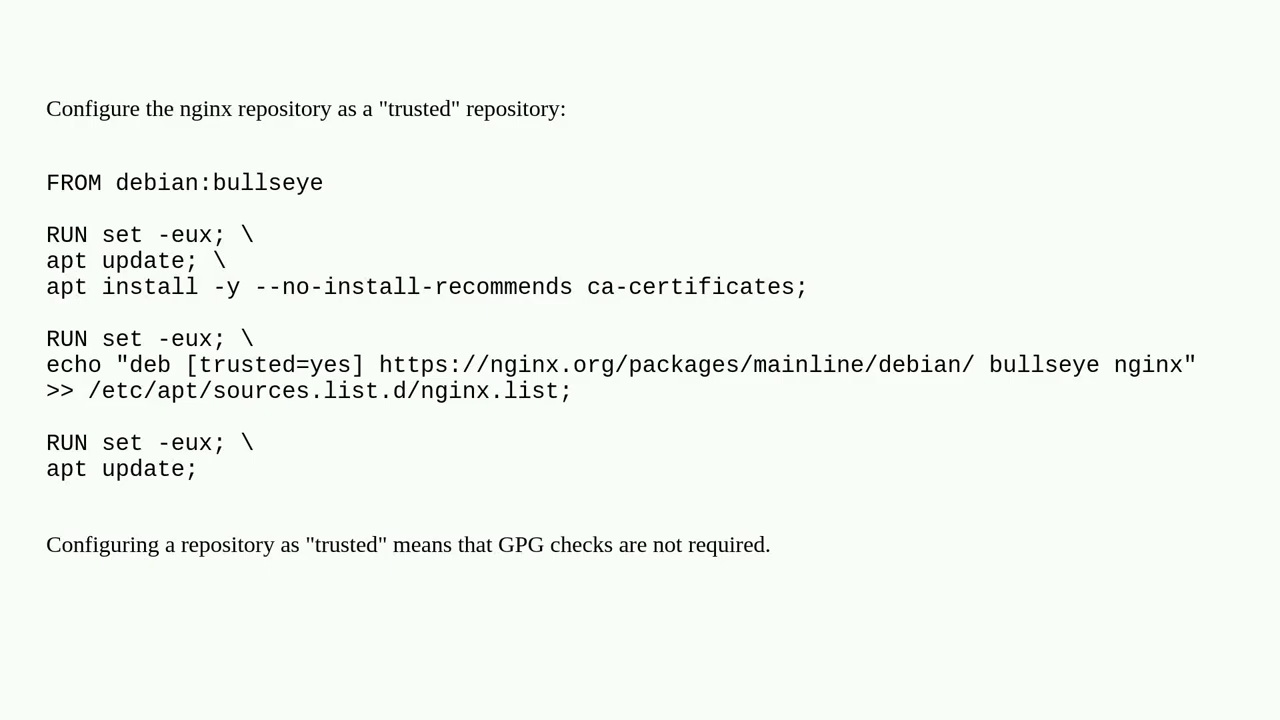 Configure the nginx repository as a "trusted" repository:
FROM debian:bullseye
RUN set -eux; \
apt update; \
apt install -y --no-install-recommends ca-certificates;
RUN set -eux; \
echo "deb [trusted=yes] https://nginx.org/packages/mainline/debian/ bullseye nginx"
>> /etc/apt/sources.list.d/nginx.list;
RUN set -eux; \
apt update;
Configuring a repository as "trusted" means that GPG checks are not required.